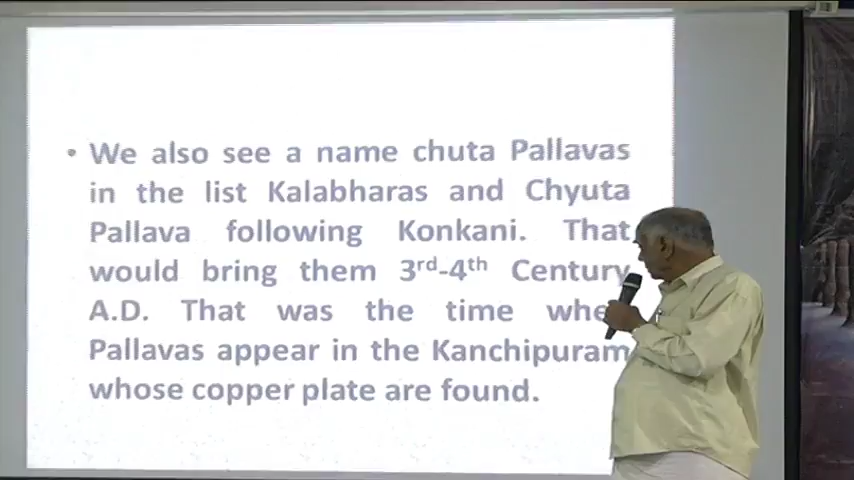 • We also see a name chuta Pallavas
in the list Kalabharas and Chyuta
Pallava following Konkani. That
would bring them 3rd-4th Century
A.D. That was the time when
Pallavas appear in the Kanchipuram
whose copper plate are found.